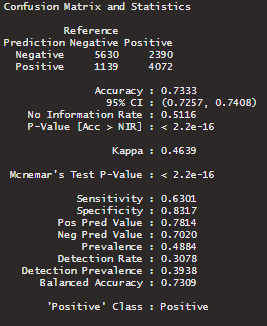 Confusion Matrix and Statistics
Reference
Prediction Negative Positive
Negative 5630 2390
Positive 1139 4072
Accuracy : 0.7333
95% CI : (0.7257, 0.7408)
No Information Rate : 0.5116
P-Value [Acc > NIR] : < 2.2e-16
Kappa : 0.4639
Mcnemar's Test P-Value : < 2.2e-16
Sensitivity : 0.6301
Specificity : 0.8317
Pos Pred Value : 0.7814
Neg Pred Value : 0.7020
Prevalence : 0.4884
Detection Rate : 0.3078
Detection Prevalence : 0.3938
Balanced Accuracy : 0.7309
'Positive' Class : Positive